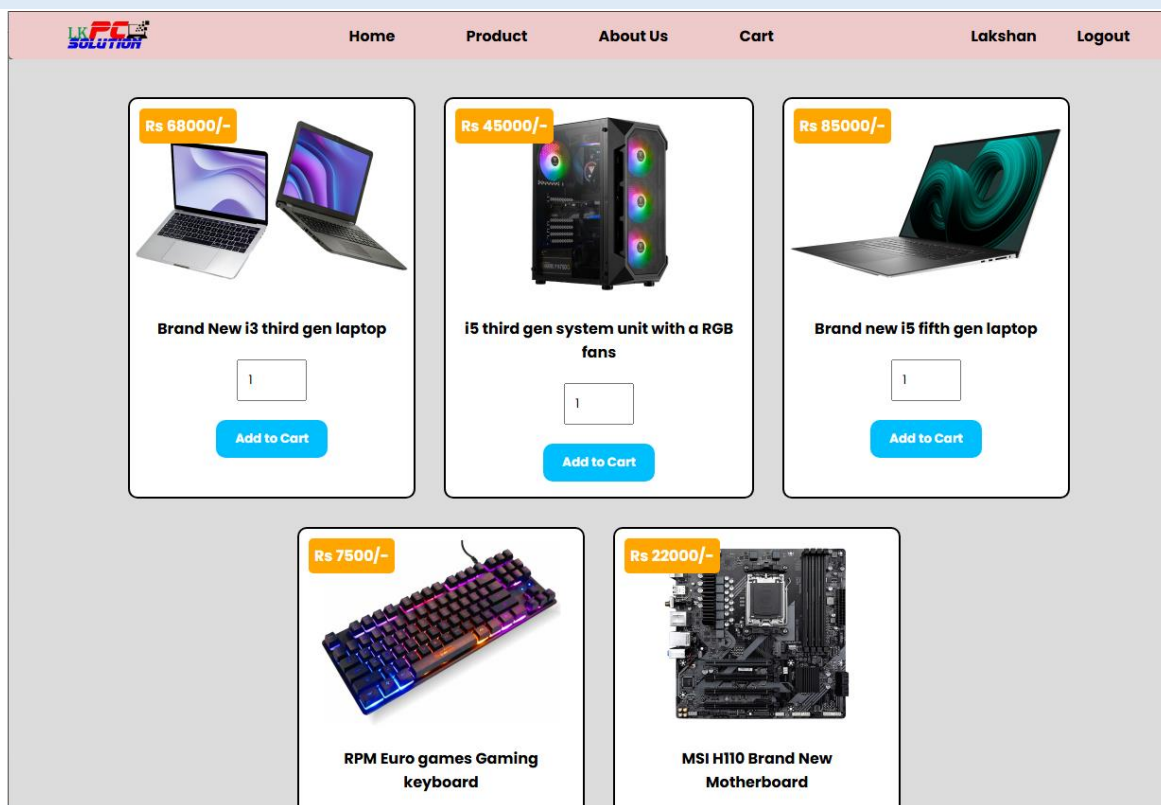 LK PC
SOLUTION
Home Product About Us Cart Lakshan Logout
Rs 68000/-
Brand New i3 third gen laptop
1
Add to Cart
Rs 45000/-
i5 third gen system unit with a RGB
fans
1
Add to Cart
Rs 85000/-
Brand new i5 fifth gen laptop
1
Add to Cart
Rs 7500/-
RPM Euro games Gaming
keyboard
Rs 22000/-
MSI H110 Brand New
Motherboard